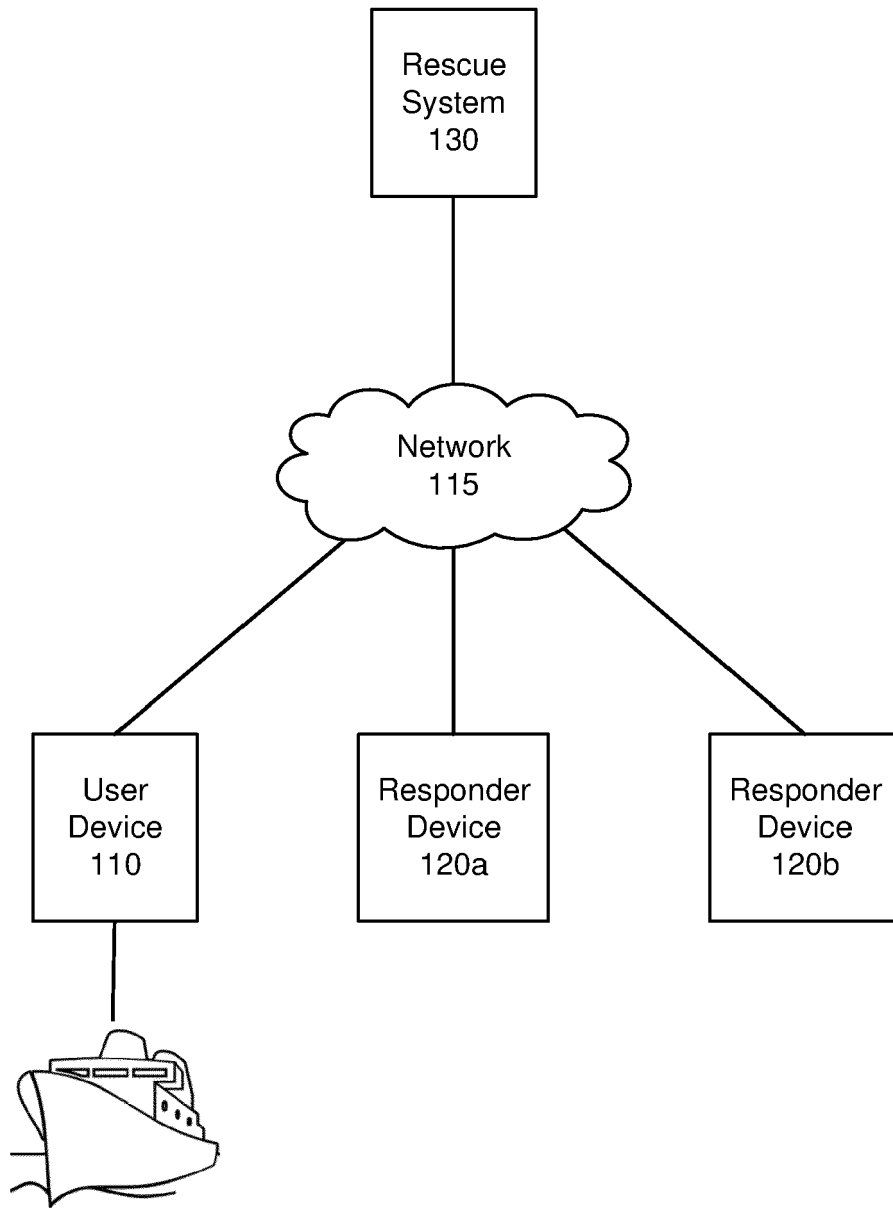 Rescue
System
130
Network
115
User
Device
110
Responder
Device
120a
Responder
Device
120b